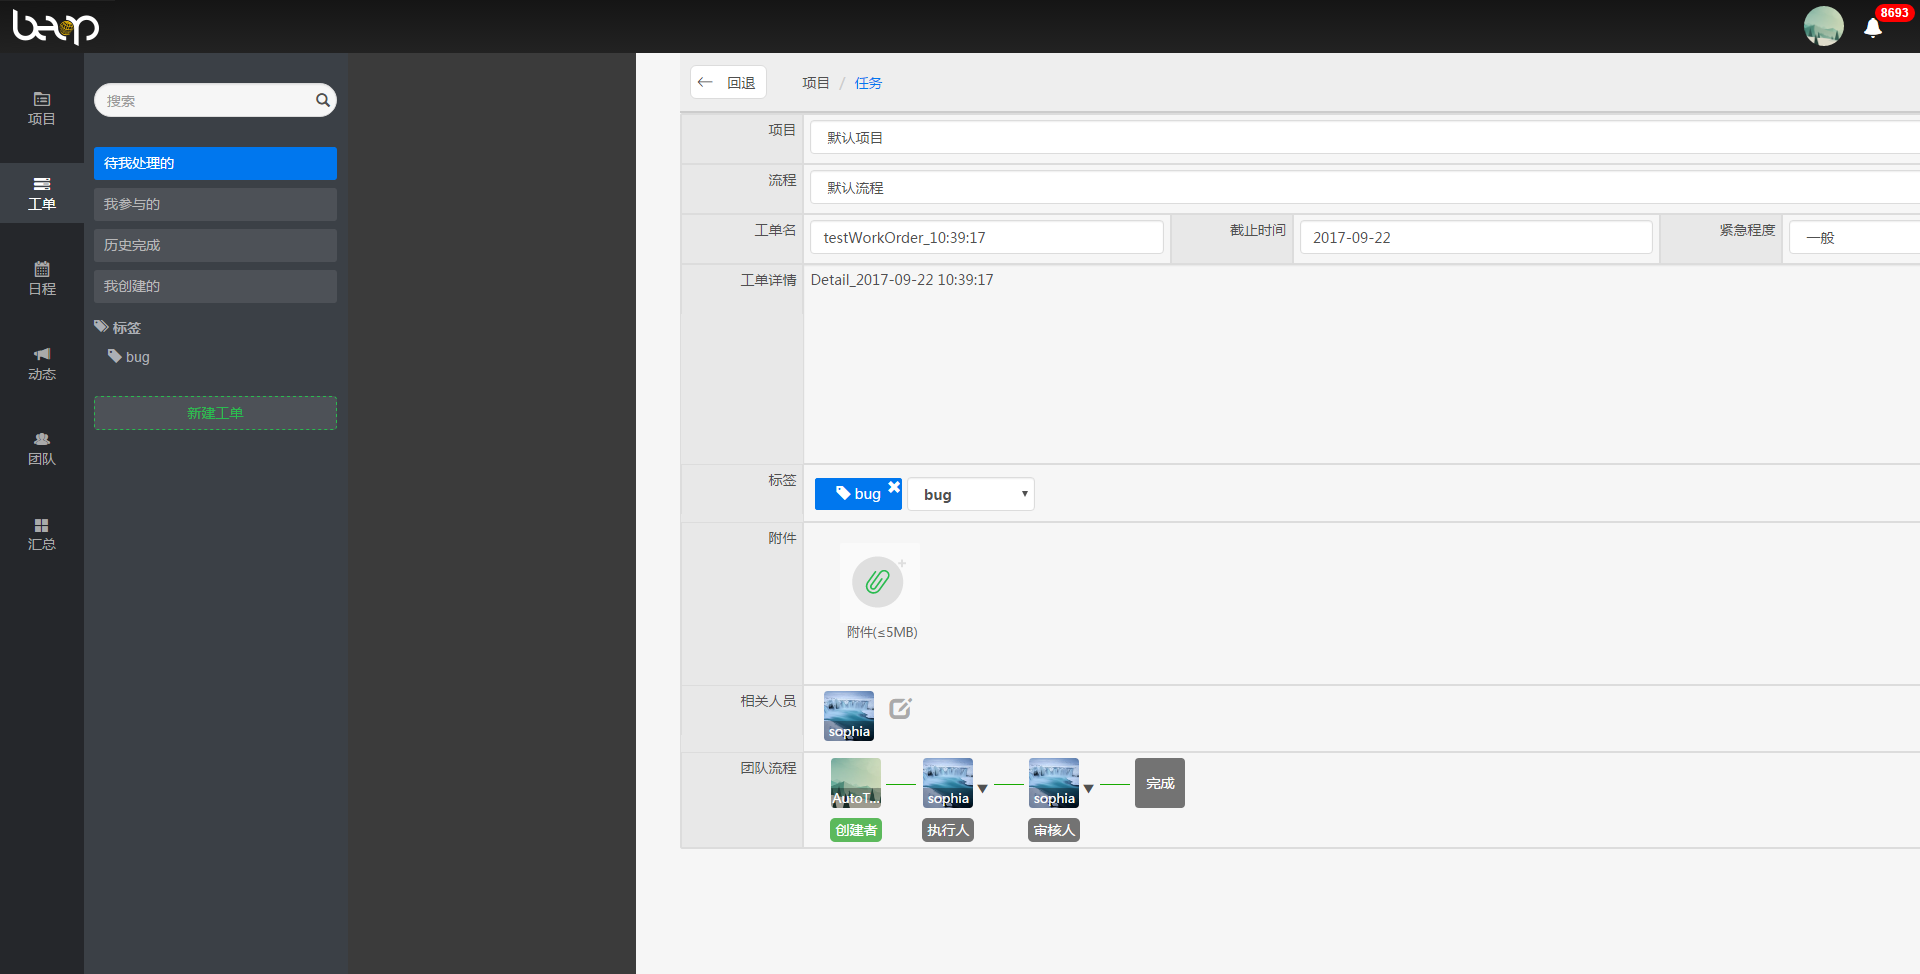 beop
8693
项目
工单
日程
动态
团队
汇总
搜索
待我处理的
我参与的
历史完成
我创建的
标签
bug
新建工单
回退
项目 / 任务
项目 默认项目
流程 默认流程
工单名 testWorkOrder_10:39:17 截止时间 2017-09-22 紧急程度 一般
工单详情 Detail_2017-09-22 10:39:17
标签 bug bug
附件
附件(≤5MB)
相关人员 sophia
团队流程 AutoT... sophia sophia 完成
创建者 执行人 审核人